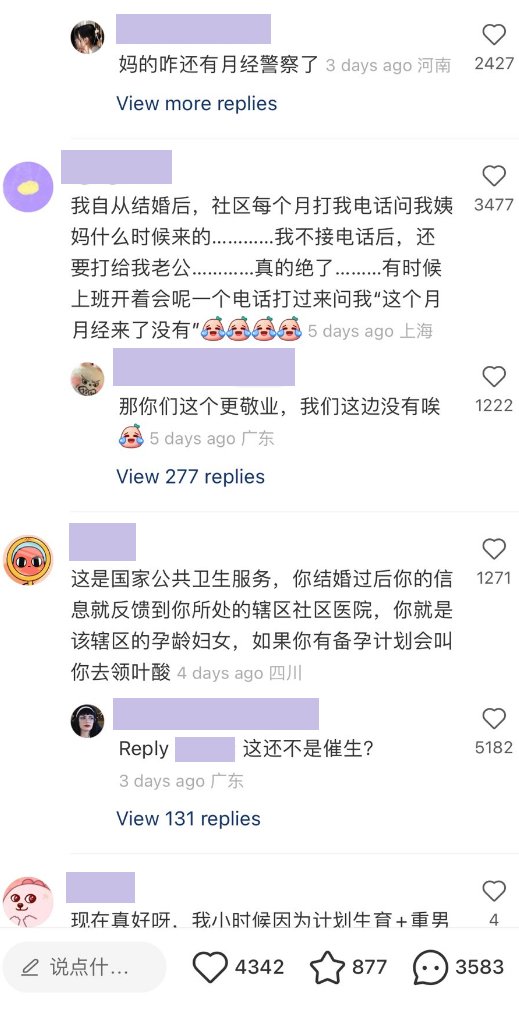 妈的咋还有月经警察了 3 days ago 河南
2427
View more replies
我自从结婚后，社区每个月打我电话问我姨
妈什么时候来的…………我不接电话后，还
要打给我老公…………真的绝了………有时候
上班开着会呢一个电话打过来问我“这个月
月经来了没有” 5 days ago 上海
3477
那你们这个更敬业，我们这边没有唉
5 days ago 广东
1222
View 277 replies
这是国家公共卫生服务，你结婚过后你的信
息就反馈到你所处的辖区社区医院，你就是
该辖区的孕龄妇女，如果你有备孕计划会叫
你去领叶酸 4 days ago 四川
1271
Reply 这还不是催生？
3 days ago 广东
5182
View 131 replies
现在真好呀，我小时候因为计划生育+重男
4
说点什... 4342 877 3583